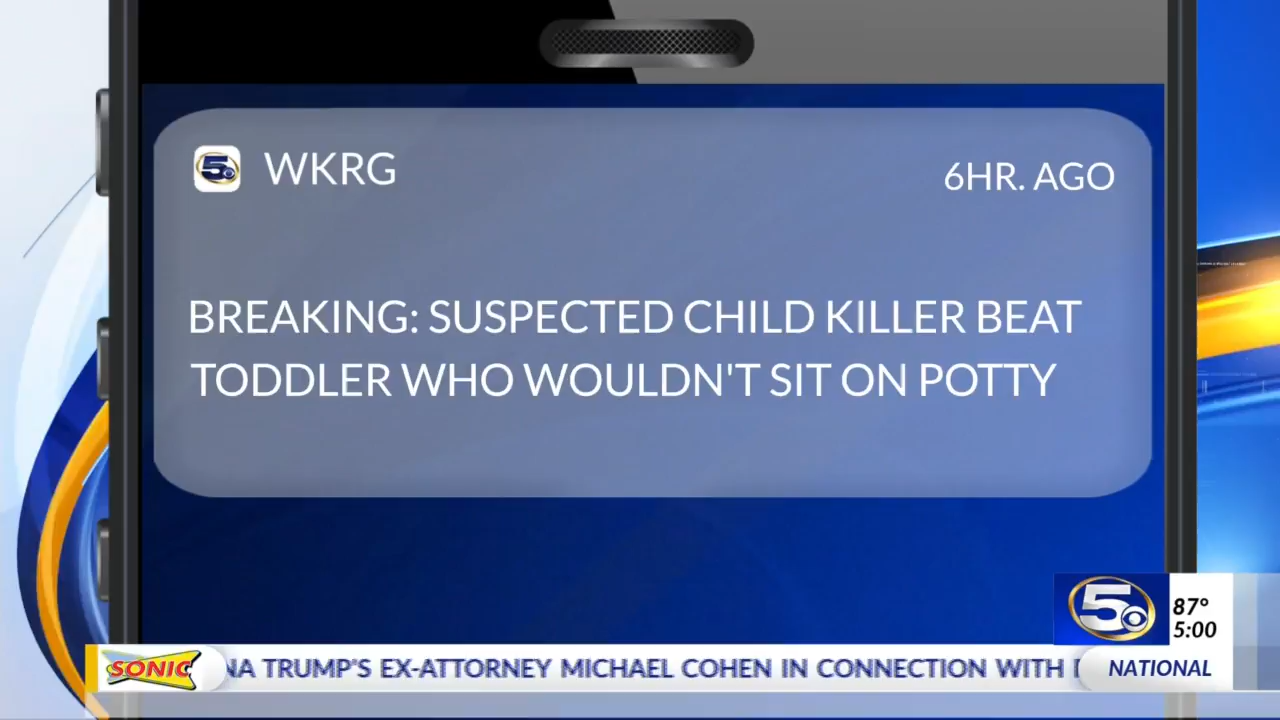 WKRG
6HR. AGO
BREAKING: SUSPECTED CHILD KILLER BEAT
TODDLER WHO WOULDN'T SIT ON POTTY
5
87°
5:00
SONIC
NA TRUMP'S EX-ATTORNEY MICHAEL COHEN IN CONNECTION WITH
NATIONAL